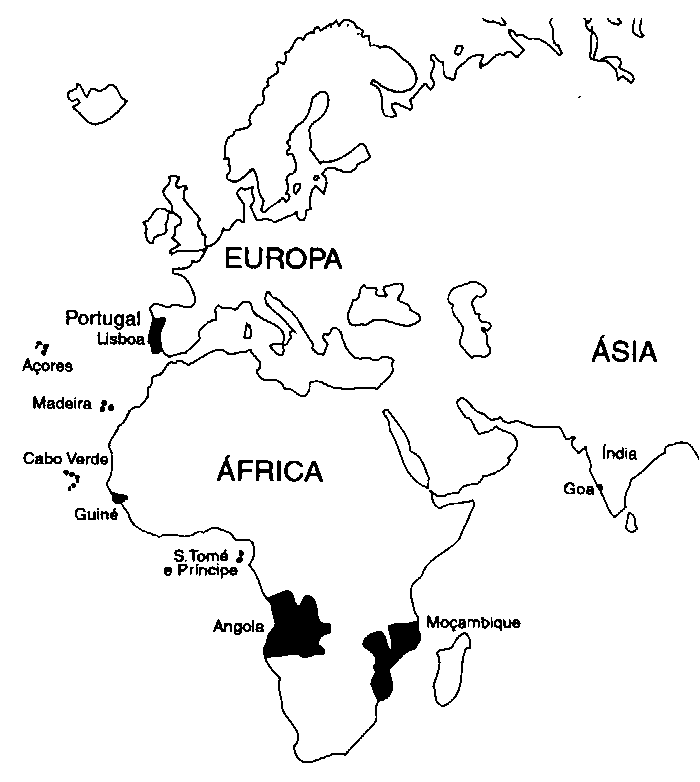 EUROPA
Portugal
Lisboa
Açores
ÁSIA
Madeira
Cabo Verde
ÁFRICA
Índia
Goa
Guiné
S. Tomé
e Príncipe
Angola
Moçambique